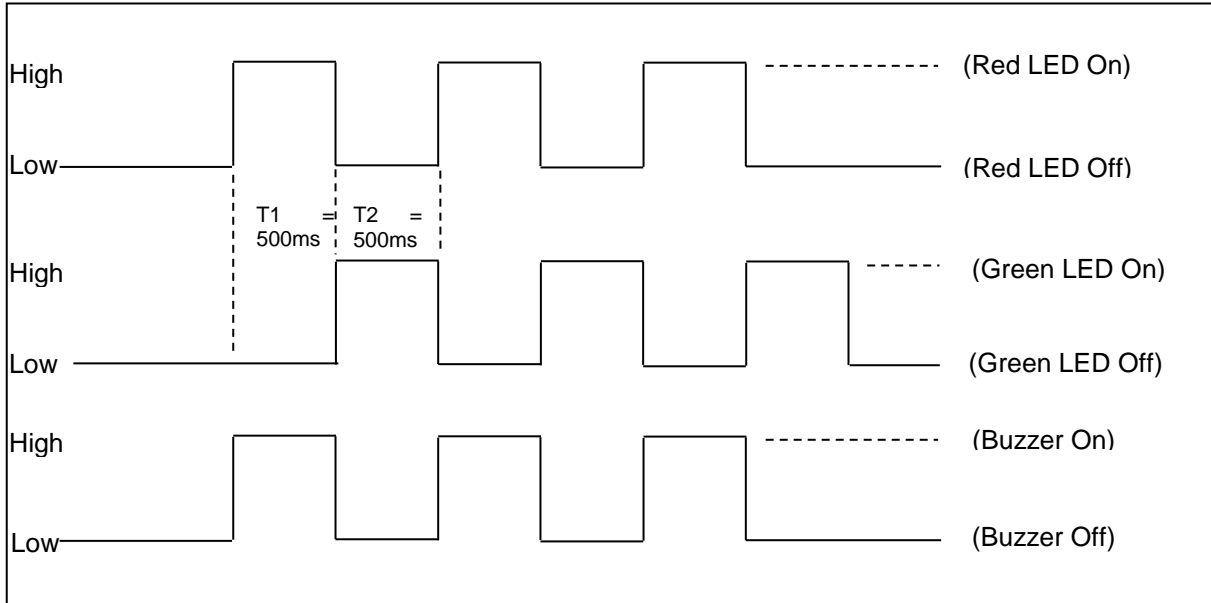 High
(Red LED On)
Low
(Red LED Off)
T1 =
500ms
T2 =
500ms
High
(Green LED On)
Low
(Green LED Off)
High
(Buzzer On)
Low
(Buzzer Off)